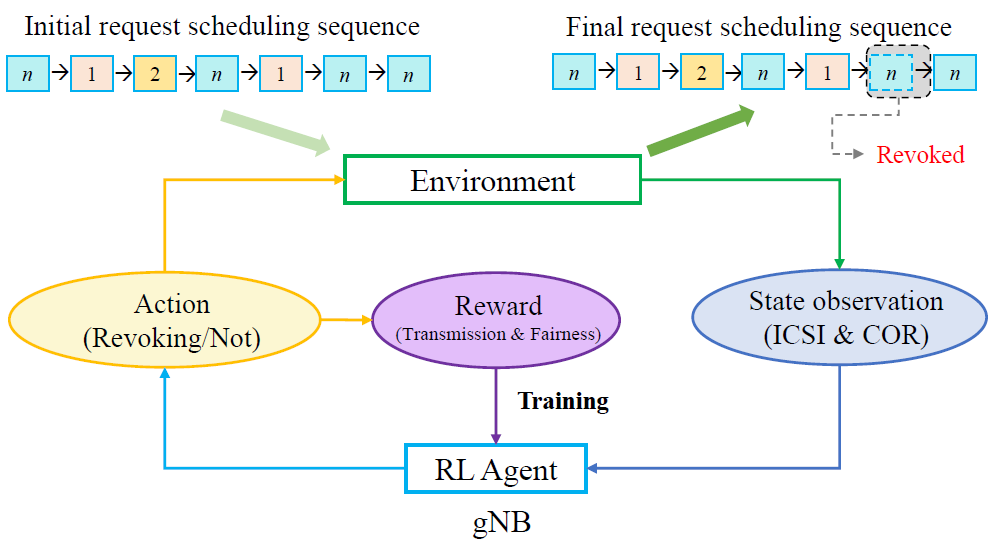 Initial request scheduling sequence
n 1 2 n 1 n n
Final request scheduling sequence
n 1 2 n 1 n n
Revoked
Environment
Action
(Revoking/Not)
Reward
(Transmission & Fairness)
State observation
(ICSI & COR)
Training
RL Agent
gNB